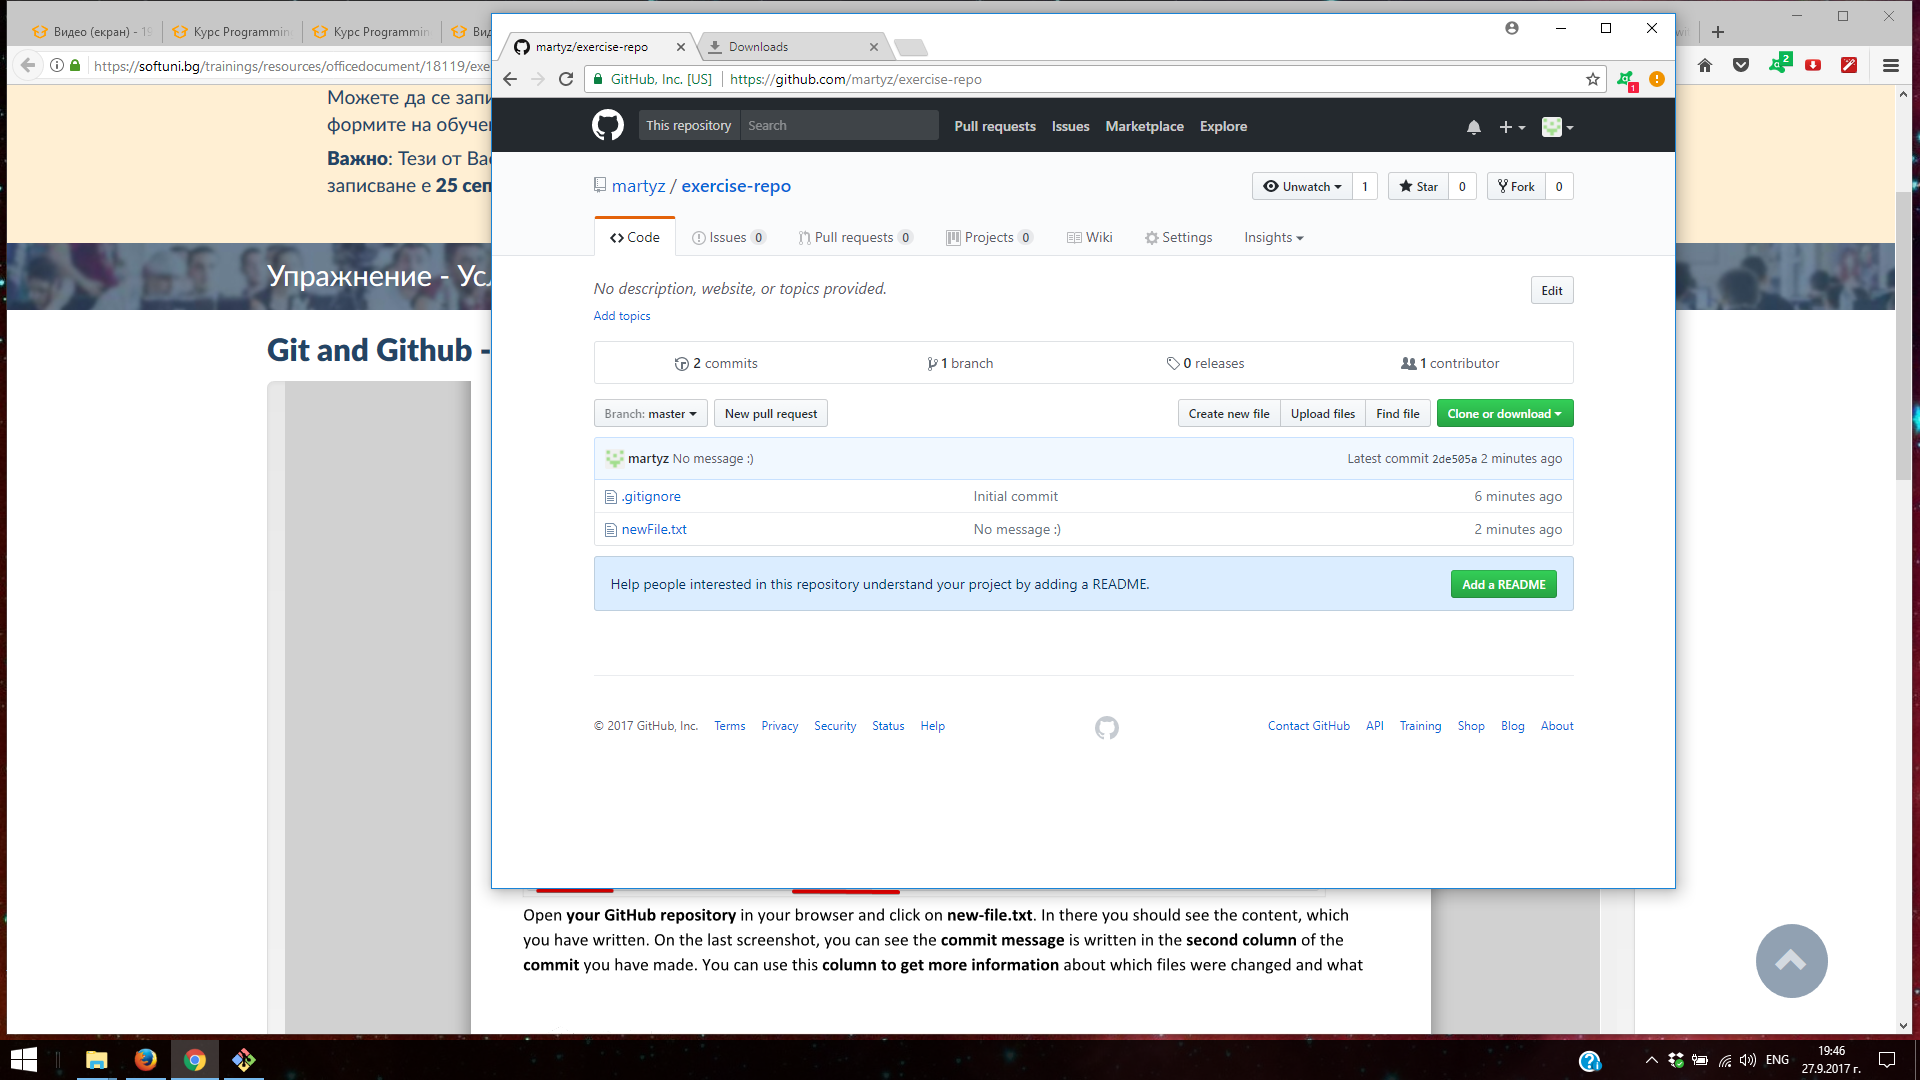 Видео (екран) - 19
Курс Programmin
Курс Programmin
https://softuni.bg/trainings/resources/officedocument/18119/exe
2
Можете да се запи
формите на обуче
Важно: Тези от Ва
записване е 25 сеп
Упражнение - Ус
Git and Github -
martyz/exercise-repo
Downloads
GitHub, Inc. [US]
https://github.com/martyz/exercise-repo
1
This repository
Search
Pull requests
Issues
Marketplace
Explore
martyz / exercise-repo
Unwatch
1
Star
0
Fork
0
Code
Issues 0
Pull requests 0
Projects 0
Wiki
Settings
Insights
No description, website, or topics provided.
Edit
Add topics
2 commits
1 branch
0 releases
1 contributor
Branch: master
New pull request
Create new file
Upload files
Find file
Clone or download
martyz No message :)
Latest commit 2de505a 2 minutes ago
.gitignore
Initial commit
6 minutes ago
newFile.txt
No message :)
2 minutes ago
Help people interested in this repository understand your project by adding a README.
Add a README
© 2017 GitHub, Inc.
Terms
Privacy
Security
Status
Help
Contact GitHub
API
Training
Shop
Blog
About
Open your GitHub repository in your browser and click on new-file.txt. In there you should see the content, which
you have written. On the last screenshot, you can see the commit message is written in the second column of the
commit you have made. You can use this column to get more information about which files were changed and what
ENG
19:46
27.9.2017 г.